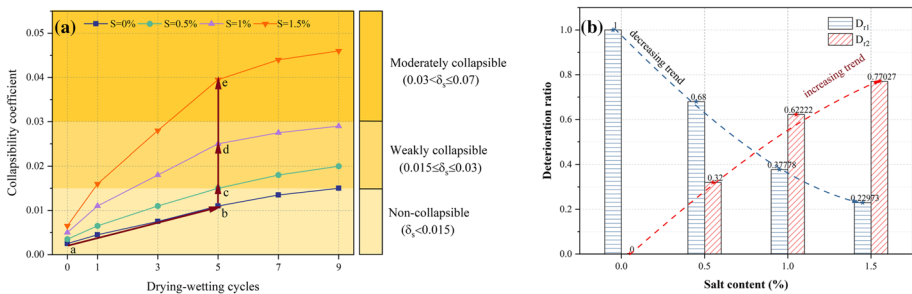 (a)
S=0%
S=0.5%
S=1%
S=1.5%
0.05
0.04
0.03
0.02
0.01
0.00
Collapsibility coefficient
a
b
c
d
e
0
1
3
5
7
9
Drying-wetting cycles
Moderately collapsible
(0.03<δs≤0.07)
Weakly collapsible
(0.015≤δs≤0.03)
Non-collapsible
(δs<0.015)
(b)
Dr1
Dr2
1.0
0.8
0.6
0.4
0.2
0.0
Deterioration ratio
1
decreasing trend
increasing trend
0.68
0.77027
0.62222
0.37778
0.32
0.22973
0
0.0
0.5
1.0
1.5
Salt content (%)